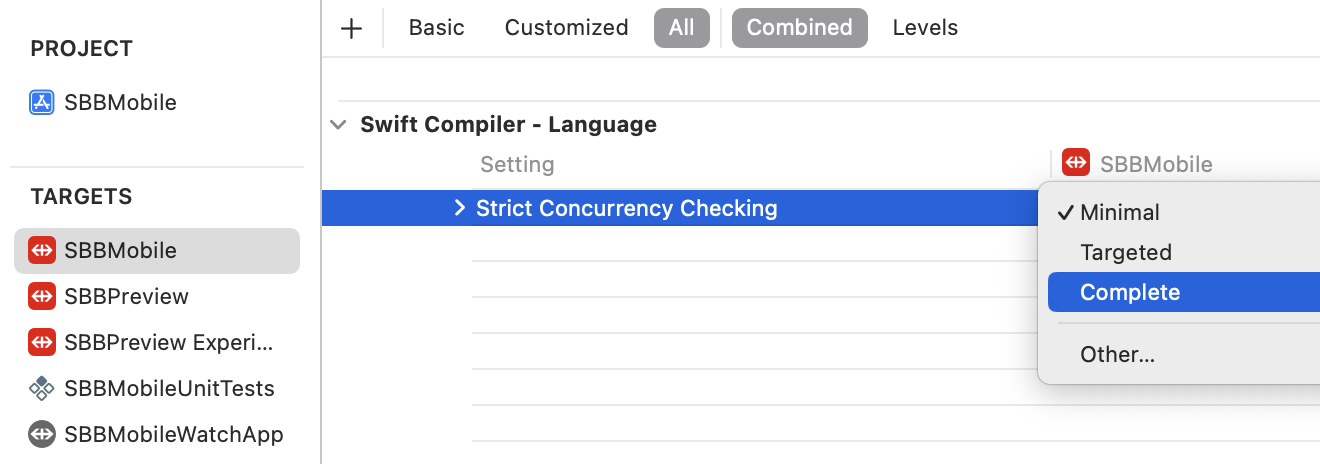 PROJECT
SBBMobile
TARGETS
SBBMobile
SBBPreview
SBBPreview Experi...
SBBMobileUnitTests
SBBMobileWatchApp
Basic Customized All Combined Levels
Swift Compiler - Language
Setting SBBMobile
Strict Concurrency Checking
Minimal
Targeted
Complete
Other...